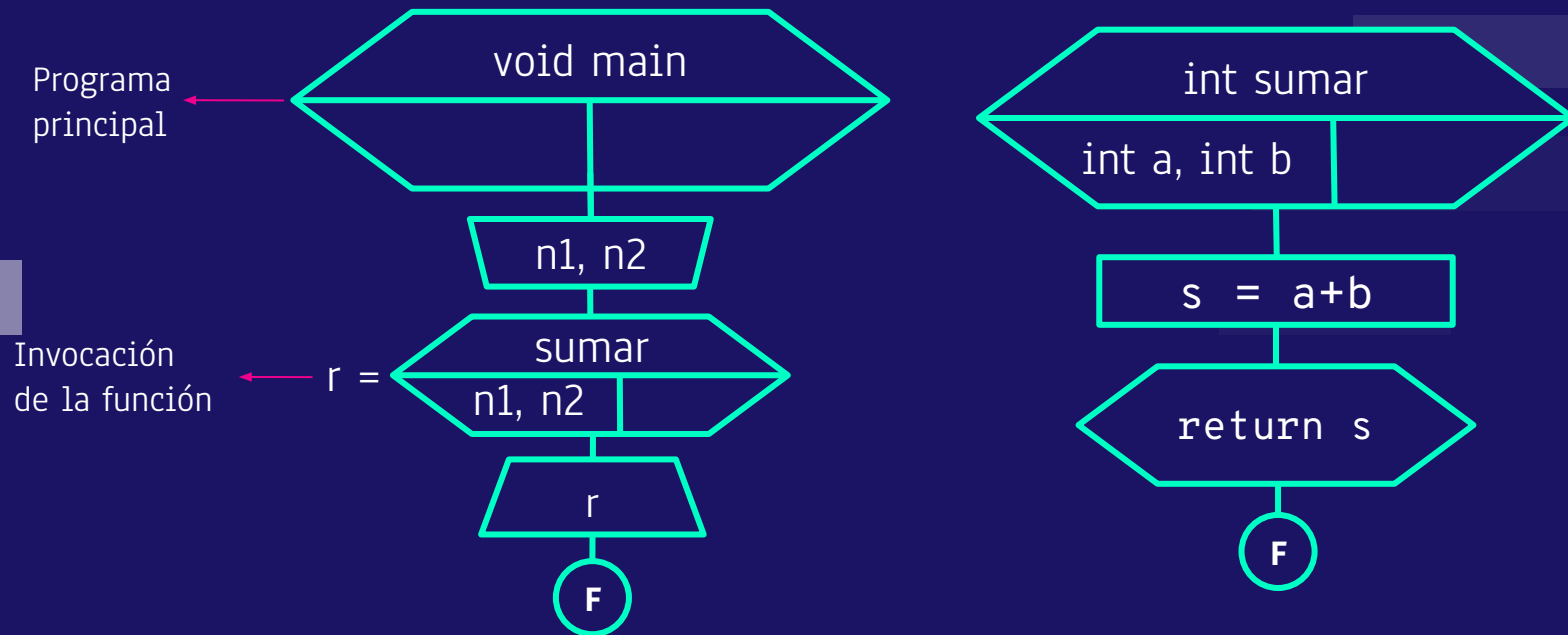 Programa
principal
void main
n1, n2
Invocación
de la función
r =
sumar
n1, n2
r
F
int sumar
int a, int b
s = a+b
return s
F